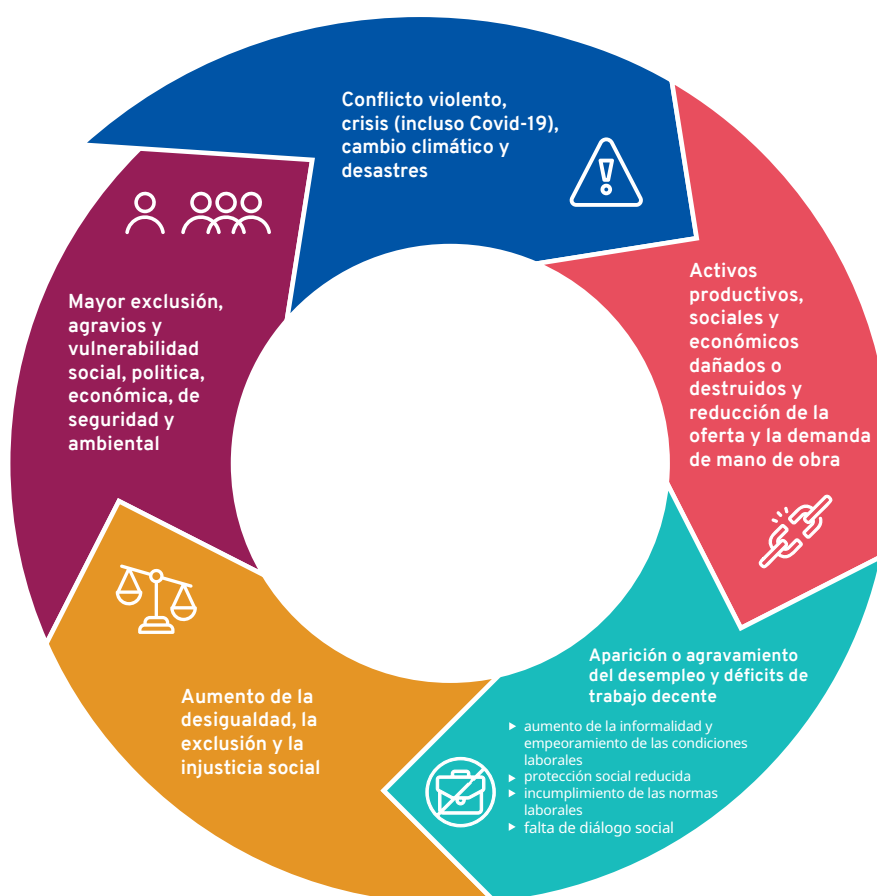 Conflicto violento,
crisis (incluso Covid-19),
cambio climático y
desastres
Activos
productivos,
sociales y
económicos
dañados o
destruidos y
reducción de la
oferta y la demanda
de mano de obra
Aparición o agravamiento
del desempleo y déficits de
trabajo decente
▶ aumento de la informalidad y
empeoramiento de las condiciones
laborales
▶ protección social reducida
▶ incumplimiento de las normas
laborales
▶ falta de diálogo social
Aumento de la
desigualdad, la
exclusión y la
injusticia social
Mayor exclusión,
agravios y
vulnerabilidad
social, politica,
económica, de
seguridad y
ambiental